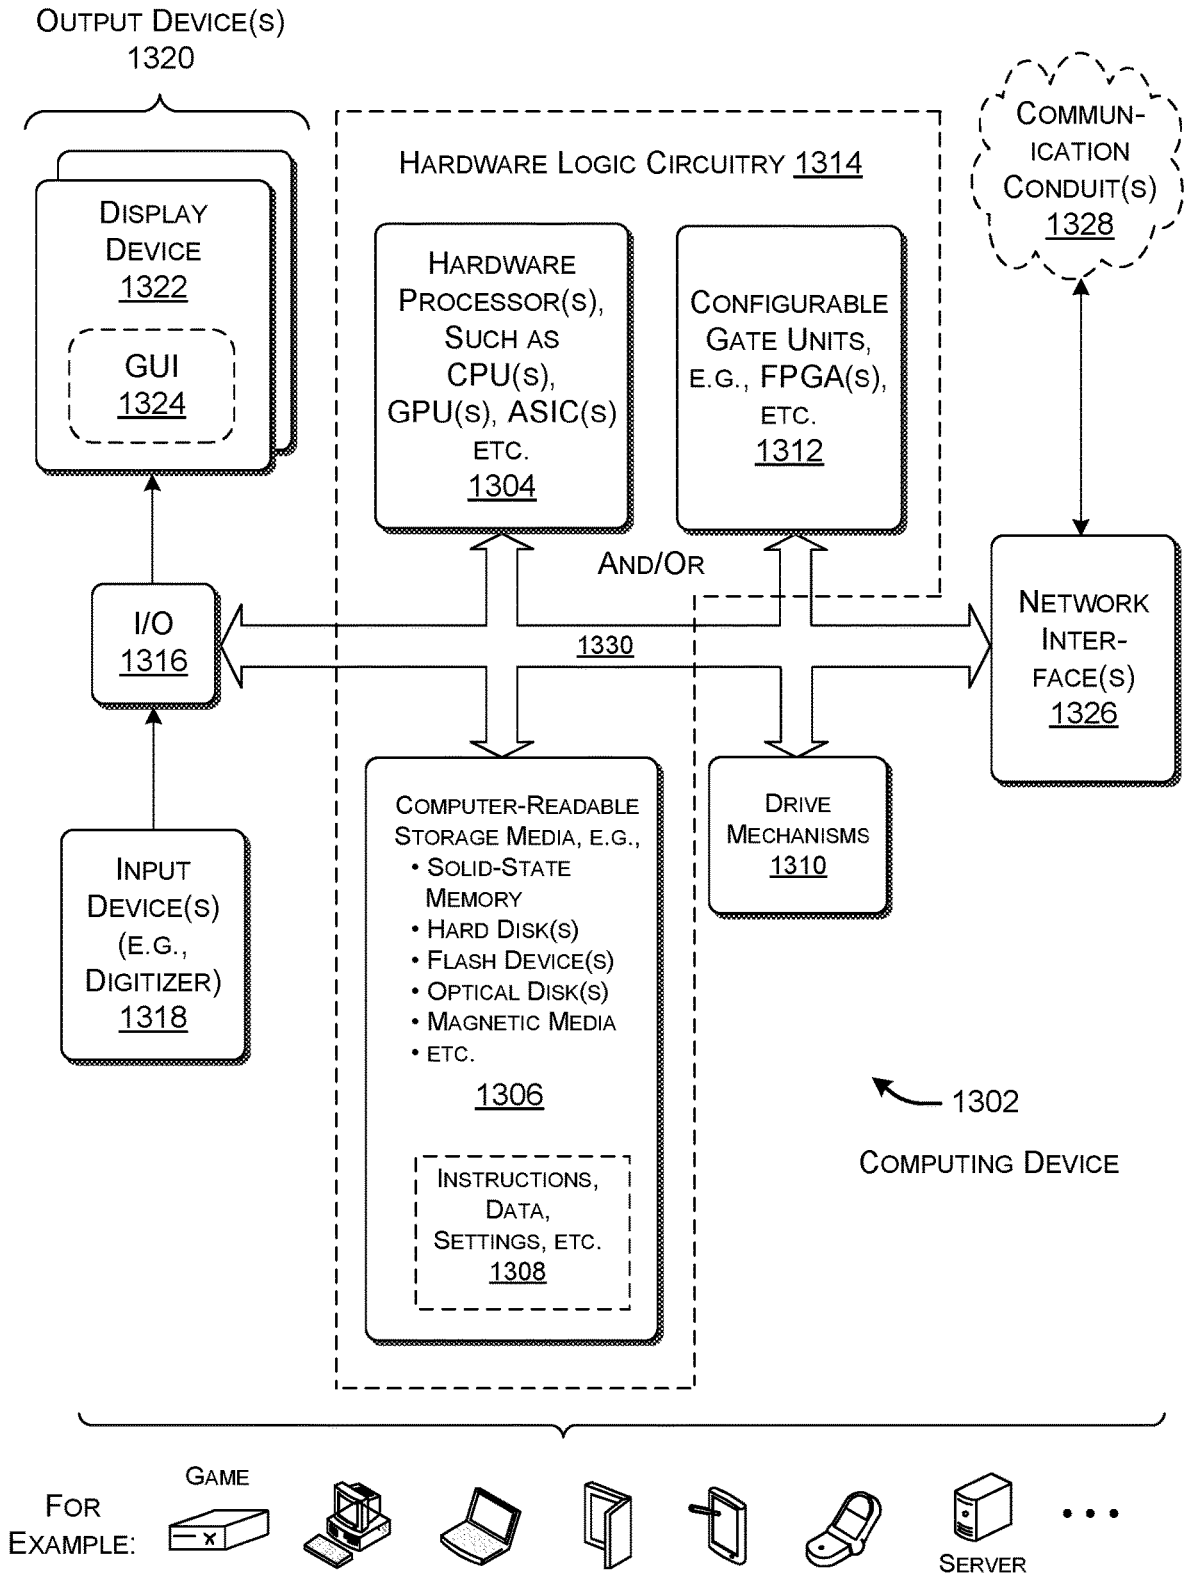 OUTPUT DEVICE(S)
1320
DISPLAY
DEVICE
1322
GUI
1324
HARDWARE LOGIC CIRCUITRY 1314
HARDWARE
PROCESSOR(S),
SUCH AS
CPU(S),
GPU(S), ASIC(S)
ETC.
1304
CONFIGURABLE
GATE UNITS,
E.G., FPGA(S),
ETC.
1312
COMMUN-
ICATION
CONDUIT(S)
1328
AND/OR
I/O
1316
1330
NETWORK
INTER-
FACE(S)
1326
INPUT
DEVICE(S)
(E.G.,
DIGITIZER)
1318
COMPUTER-READABLE
STORAGE MEDIA, E.G.,
• SOLID-STATE
MEMORY
• HARD DISK(S)
• FLASH DEVICE(S)
• OPTICAL DISK(S)
• MAGNETIC MEDIA
• ETC.
1306
INSTRUCTIONS,
DATA,
SETTINGS, ETC.
1308
DRIVE
MECHANISMS
1310
1302
COMPUTING DEVICE
FOR
EXAMPLE:
GAME
SERVER
• • •